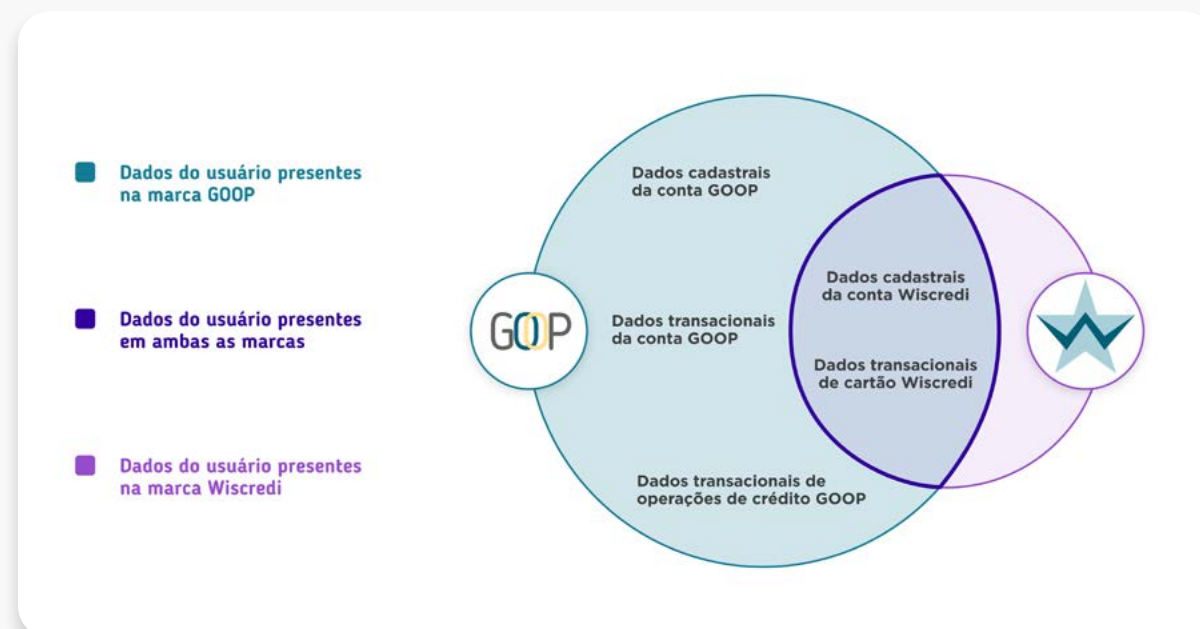 Dados do usuário presentes
na marca GOOP
Dados do usuário presentes
em ambas as marcas
Dados do usuário presentes
na marca Wiscredi
Dados cadastrais
da conta GOOP
GOOP
Dados transacionais
da conta GOOP
Dados transacionais de
operações de crédito GOOP
Dados cadastrais
da conta Wiscredi
Dados transacionais
de cartão Wiscredi